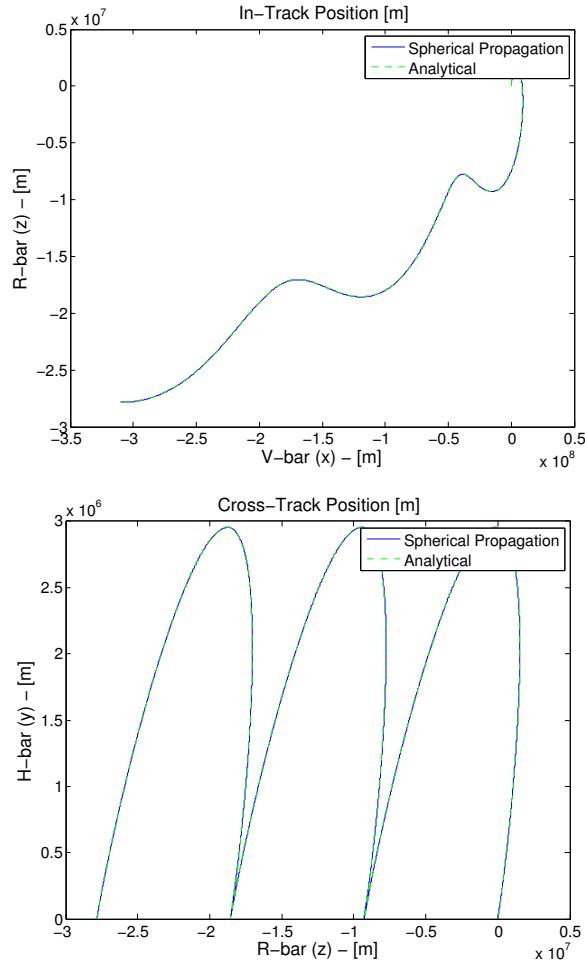 In-Track Position [m]
x 10^7
0.5
0
−0.5
−1
−1.5
−2
−2.5
−3
R−bar (z) − [m]
Spherical Propagation
Analytical
−3.5 −3 −2.5 −2 −1.5 −1 −0.5 0 0.5
V−bar (x) − [m]
x 10^8
Cross−Track Position [m]
x 10^6
3
2.5
2
1.5
1
0.5
0
H−bar (y) − [m]
Spherical Propagation
Analytical
−3 −2.5 −2 −1.5 −1 −0.5 0 0.5
R−bar (z) − [m]
x 10^7